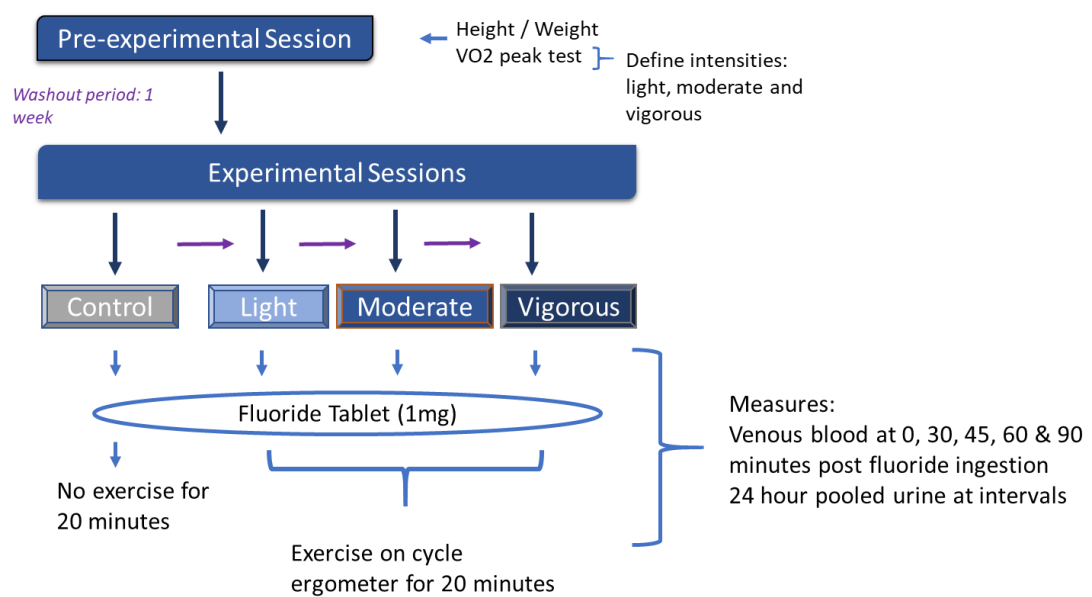 Pre-experimental Session
Height / Weight
VO2 peak test
Define intensities:
light, moderate and
vigorous
Washout period: 1
week
Experimental Sessions
Control
Light
Moderate
Vigorous
Fluoride Tablet (1mg)
Measures:
Venous blood at 0, 30, 45, 60 & 90
minutes post fluoride ingestion
24 hour pooled urine at intervals
No exercise for
20 minutes
Exercise on cycle
ergometer for 20 minutes